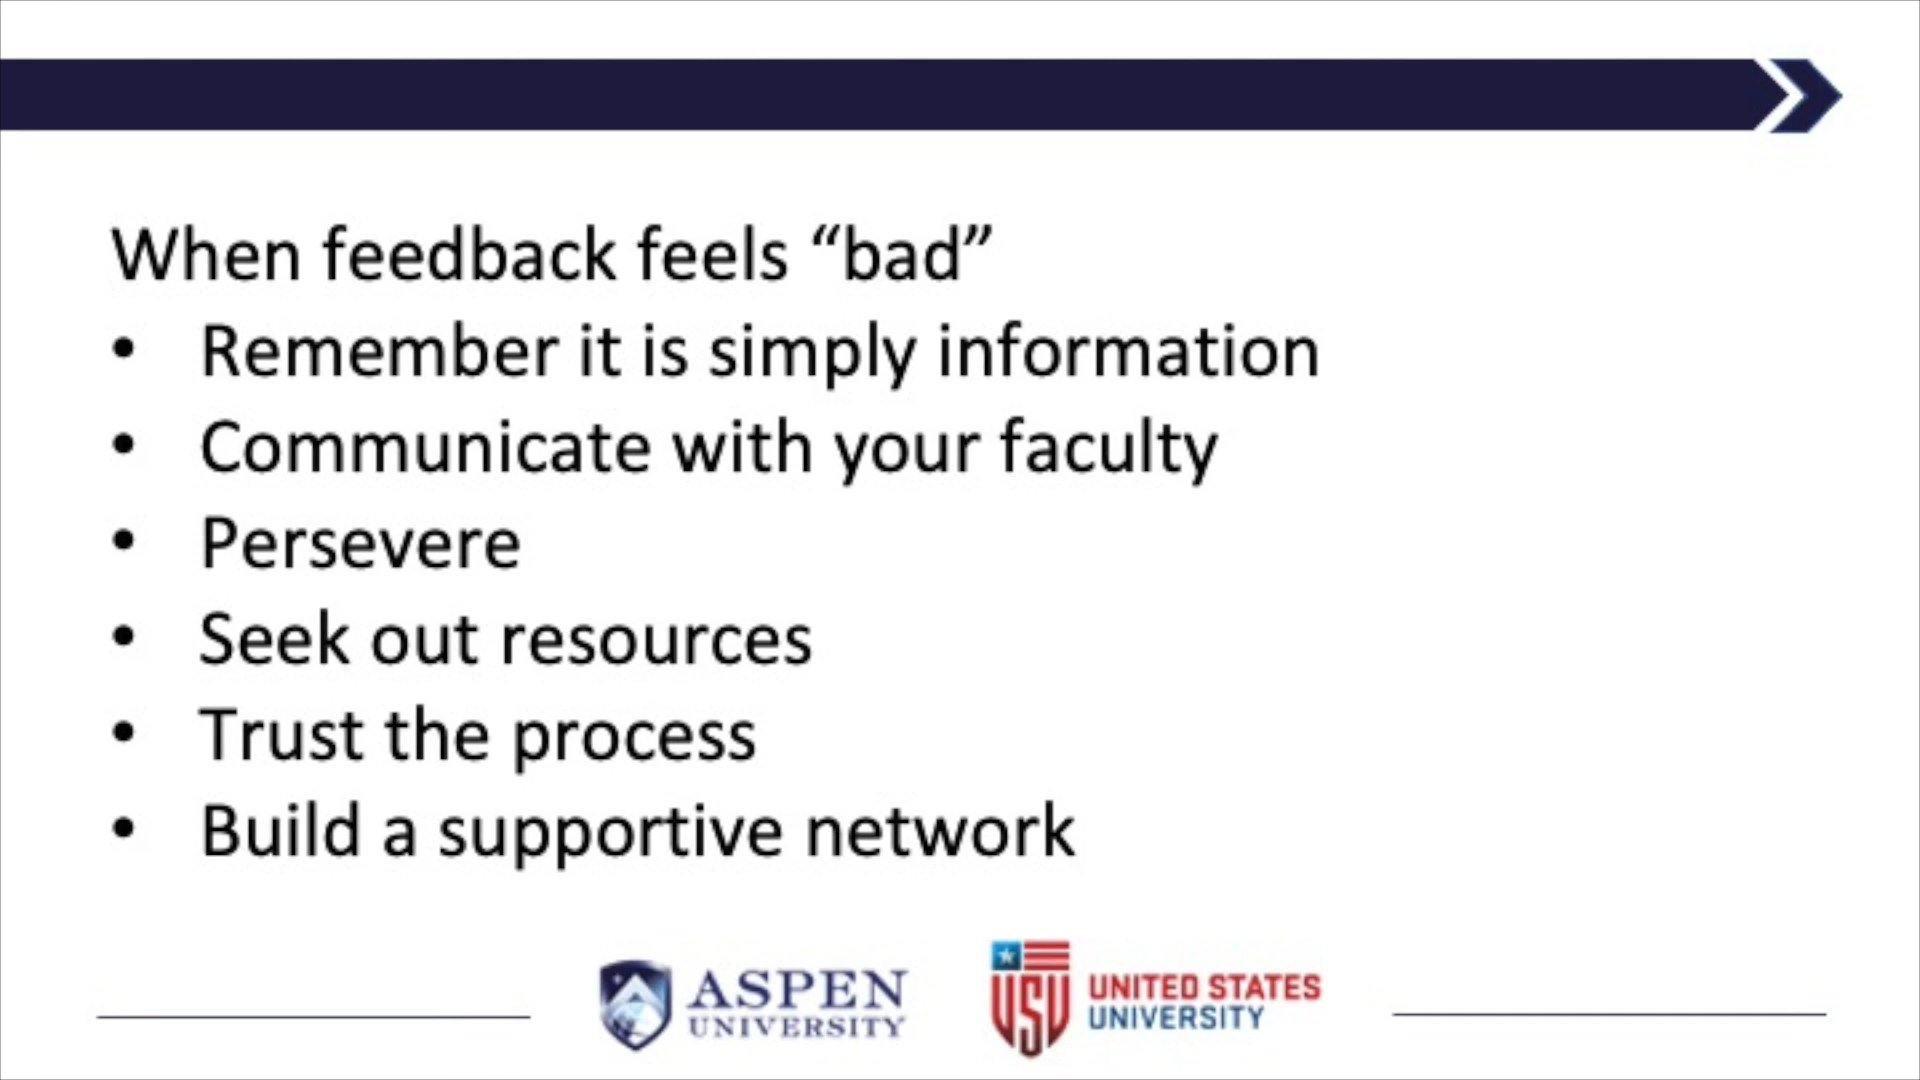 When feedback feels “bad”
• Remember it is simply information
• Communicate with your faculty
• Persevere
• Seek out resources
• Trust the process
• Build a supportive network
ASPEN
UNIVERSITY
USU
UNITED STATES
UNIVERSITY